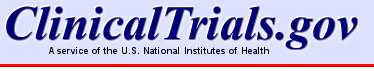 ClinicalTrials.gov
A service of the U.S. National Institutes of Health